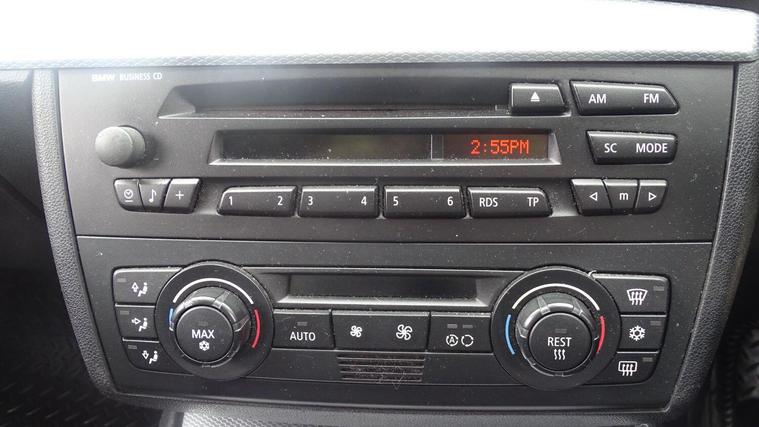 BMW BUSINESS CD
AM FM
2:55PM
SC MODE
1 2 3 4 5 6 RDS TP
m
MAX
AUTO
A
REST